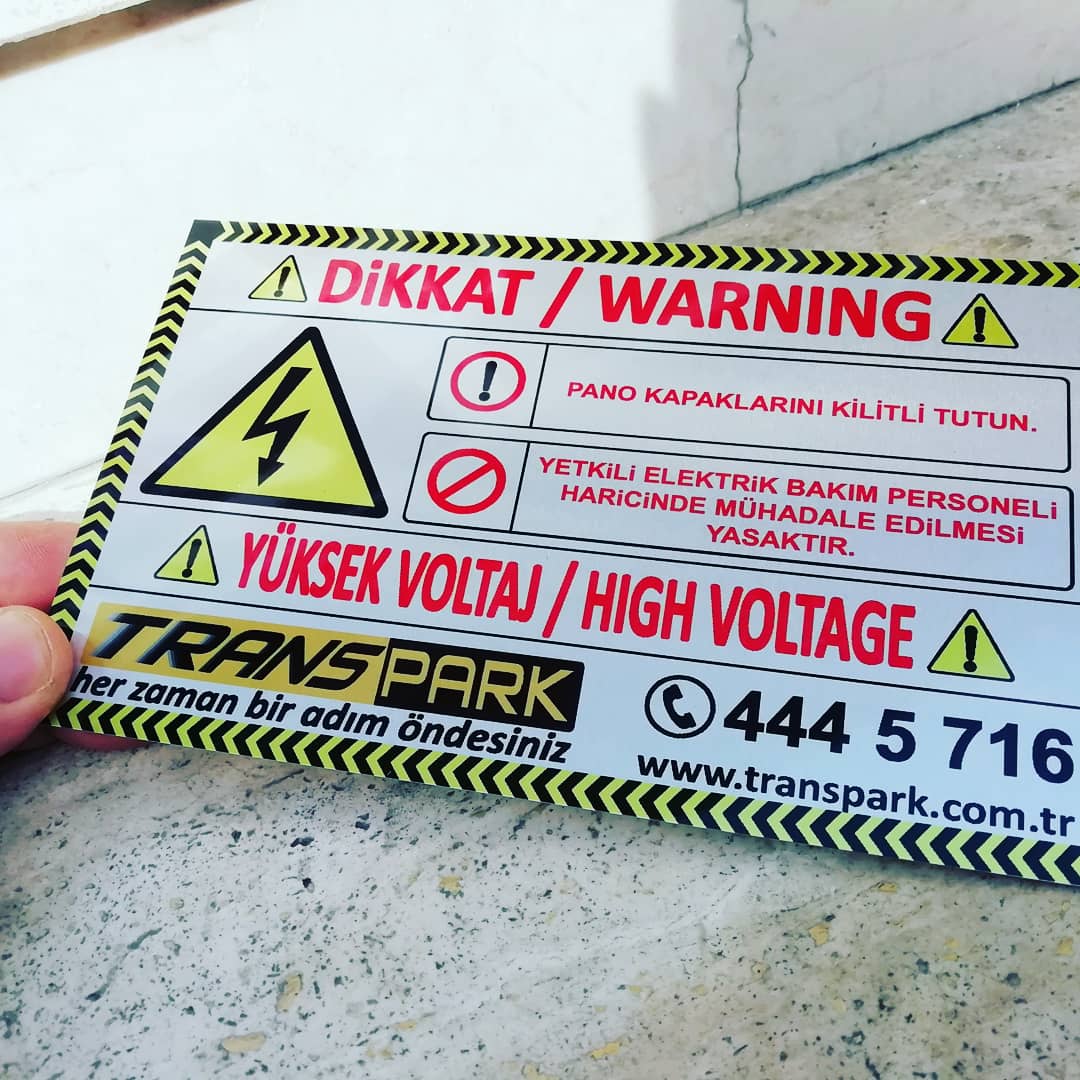 DİKKAT / WARNING
PANO KAPAKLARINI KİLİTLİ TUTUN.
YETKİLİ ELEKTRİK BAKIM PERSONELİ
HARİCİNDE MÜHADALE EDİLMESİ
YASAKTIR.
YÜKSEK VOLTAJ / HIGH VOLTAGE
TRANSPARK
her zaman bir adım öndesiniz
444 5 716
www.transpark.com.tr